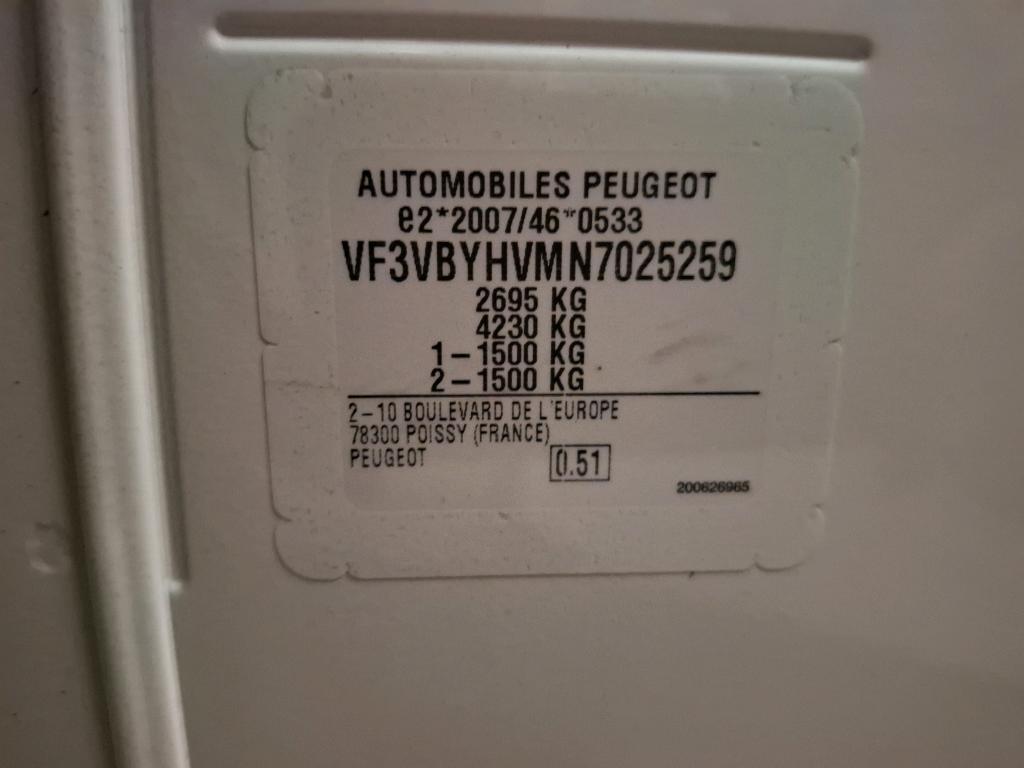 AUTOMOBILES PEUGEOT
e2*2007/46*0533
VF3VBYHVMN7025259
2695 KG
4230 KG
1-1500 KG
2-1500 KG
2-10 BOULEVARD DE L'EUROPE
78300 POISSY (FRANCE)
PEUGEOT
0.51
200626965